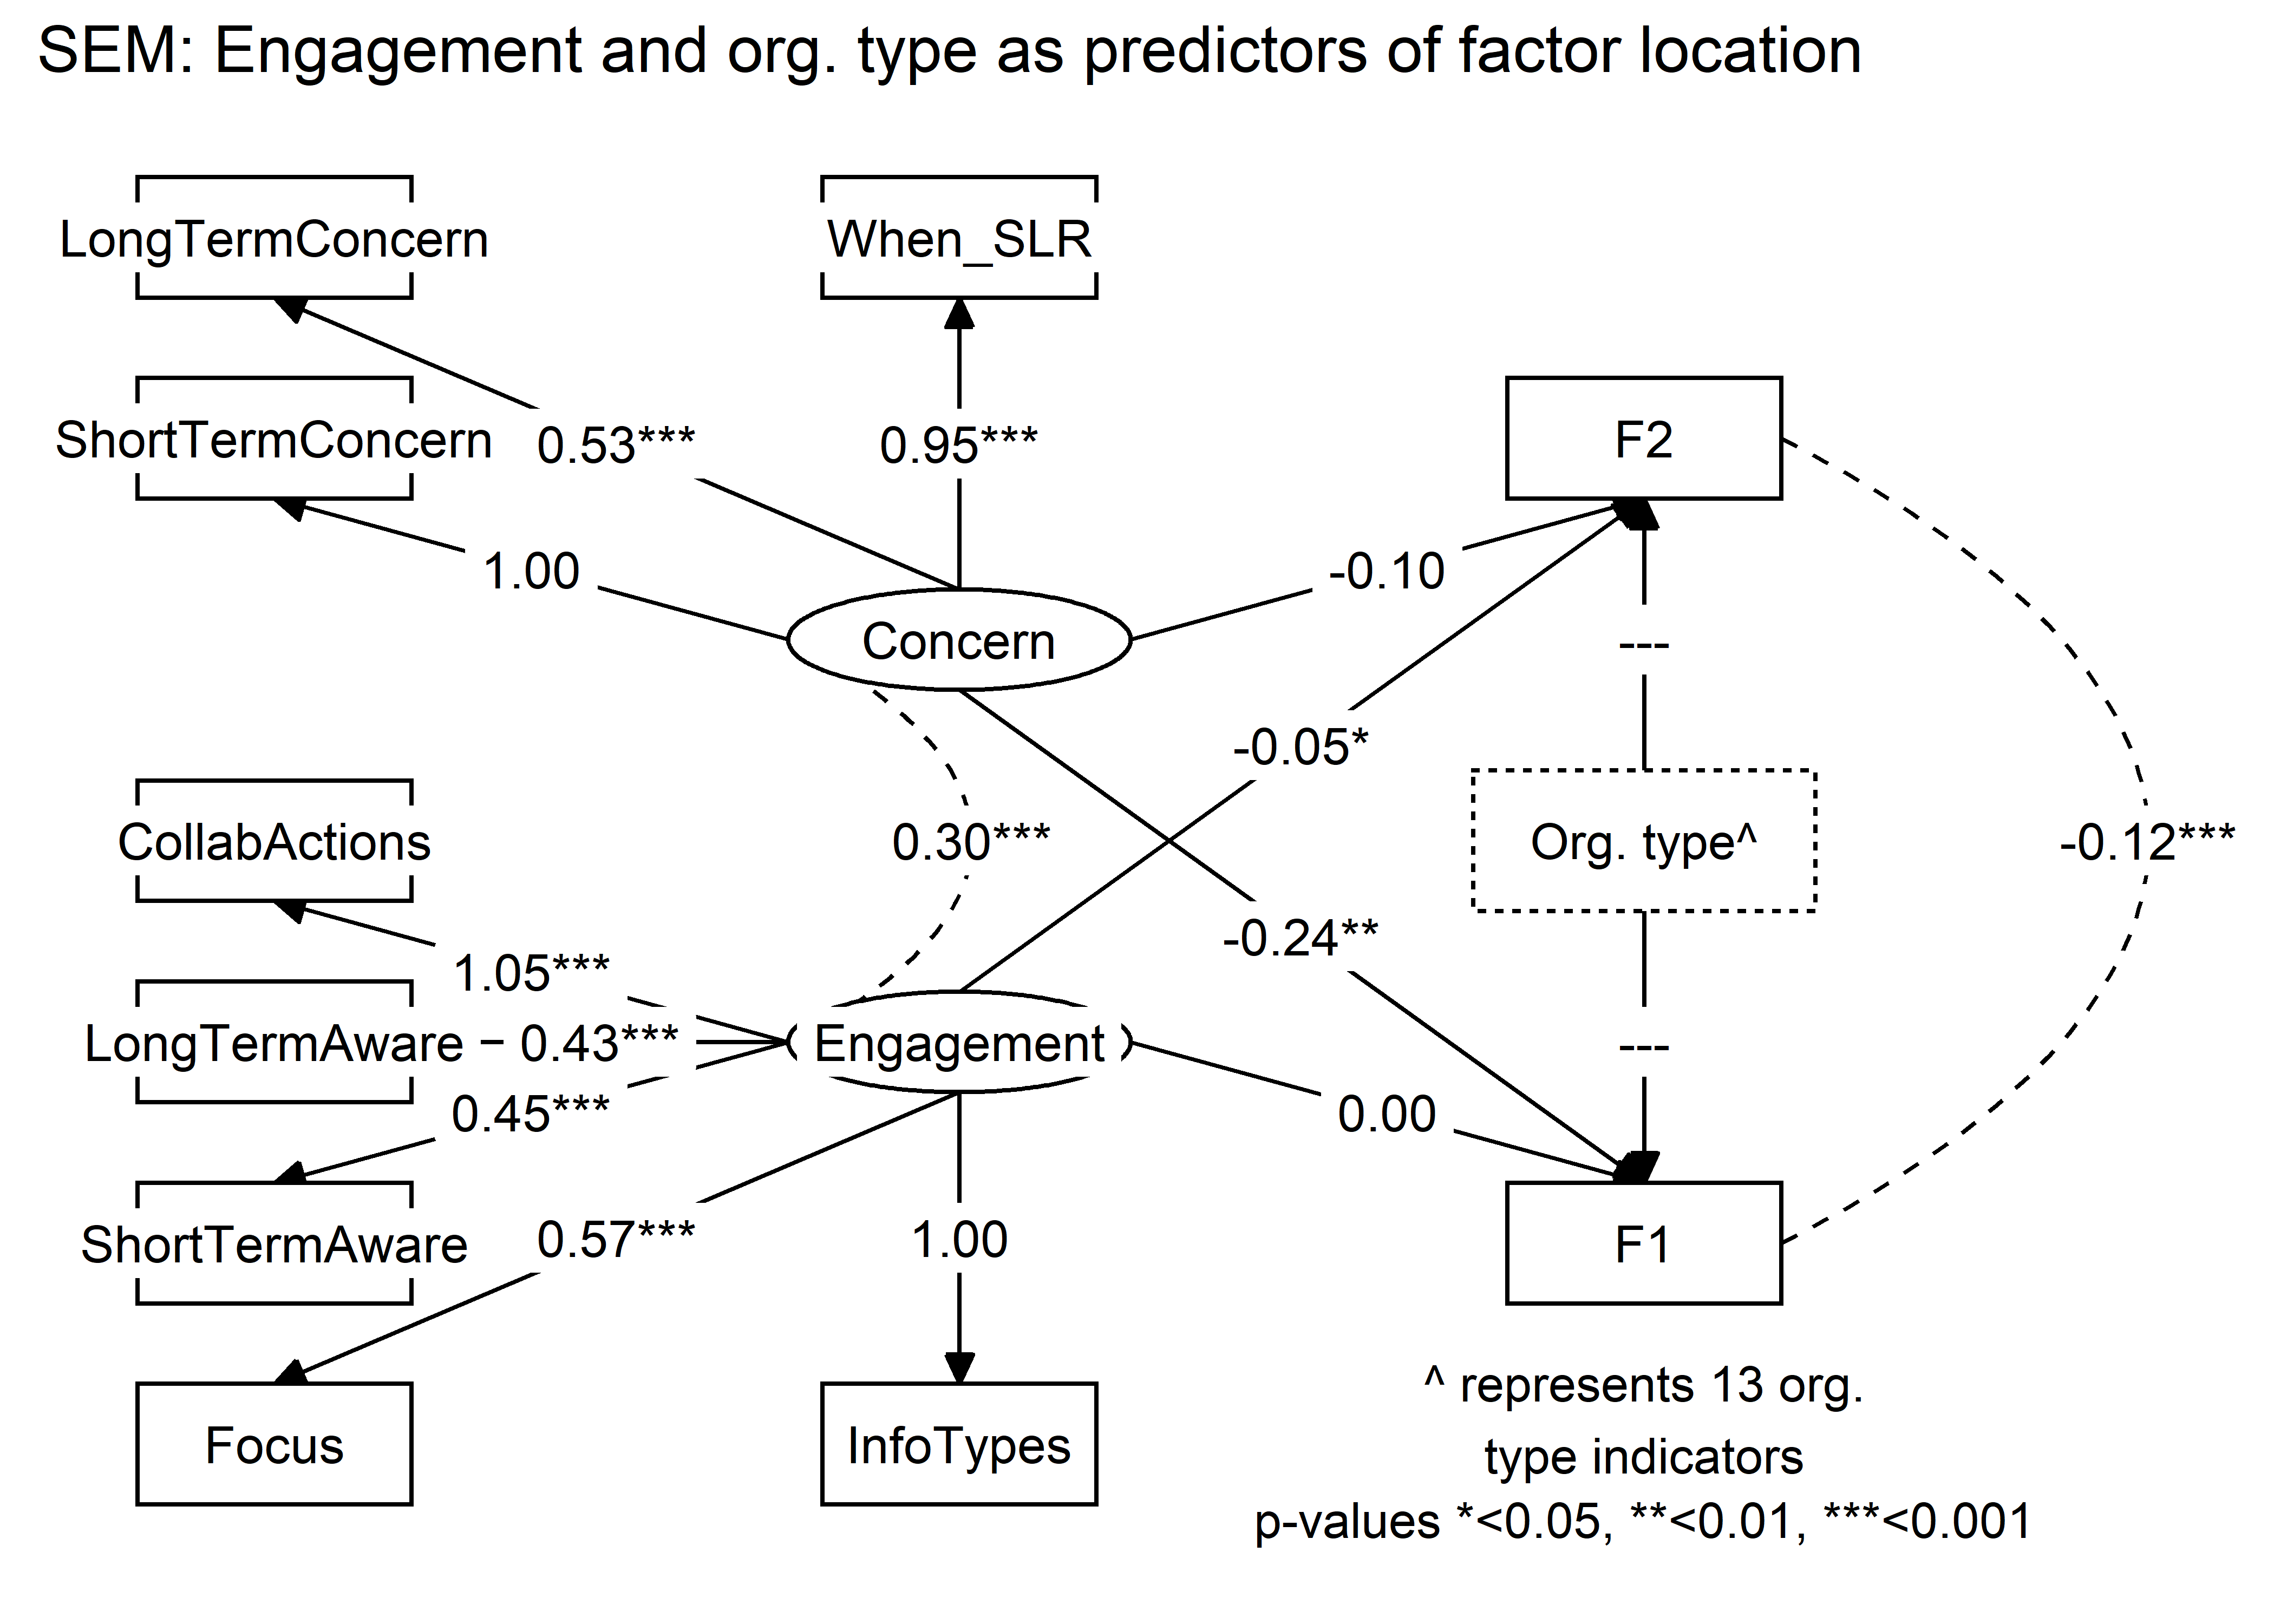 SEM: Engagement and org. type as predictors of factor location
LongTermConcern
When_SLR
ShortTermConcern
0.53***
0.95***
F2
1.00
-0.10
Concern
---
-0.05*
CollabActions
0.30***
Org. type^
-0.12***
-0.24**
1.05***
LongTermAware
0.43***
Engagement
---
0.45***
0.00
ShortTermAware
0.57***
1.00
F1
^ represents 13 org.
type indicators
Focus
InfoTypes
p-values *<0.05, **<0.01, ***<0.001